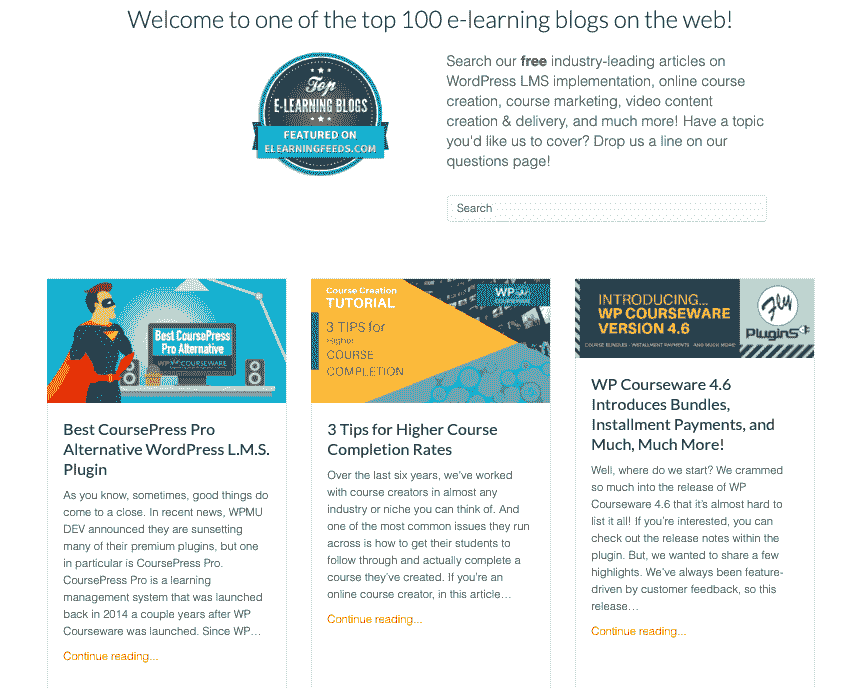 Welcome to one of the top 100 e-learning blogs on the web!
Top
E-LEARNING BLOGS
FEATURED ON
ELEARNINGFEEDS.COM
Search our free industry-leading articles on
WordPress LMS implementation, online course
creation, course marketing, video content
creation & delivery, and much more! Have a topic
you'd like us to cover? Drop us a line on our
questions page!
Search
Best CoursePress
Pro Alternative
WP COURSEWARE
Best CoursePress Pro
Alternative WordPress L.M.S.
Plugin
As you know, sometimes, good things do
come to a close. In recent news, WPMU
DEV announced they are sunsetting
many of their premium plugins, but one
in particular is CoursePress Pro.
CoursePress Pro is a learning
management system that was launched
back in 2014 a couple years after WP
Courseware was launched. Since WP…
Continue reading...
Course Creation
TUTORIAL
3 TIPS for
Higher
COURSE
COMPLETION
WP
COURSEWARE
3 Tips for Higher Course
Completion Rates
Over the last six years, we've worked
with course creators in almost any
industry or niche you can think of. And
one of the most common issues they run
across is how to get their students to
follow through and actually complete a
course they've created. If you're an
online course creator, in this article…
Continue reading...
INTRODUCING...
WP COURSEWARE
VERSION 4.6
COURSE BUNDLES - INSTALLMENT PAYMENTS - AND MUCH MORE!
Fly
PluginS
WP Courseware 4.6
Introduces Bundles,
Installment Payments, and
Much, Much More!
Well, where do we start? We crammed
so much into the release of WP
Courseware 4.6 that it's almost hard to
list it all! If you're interested, you can
check out the release notes within the
plugin. But, we wanted to share a few
highlights. We've always been feature-
driven by customer feedback, so this
release…
Continue reading...